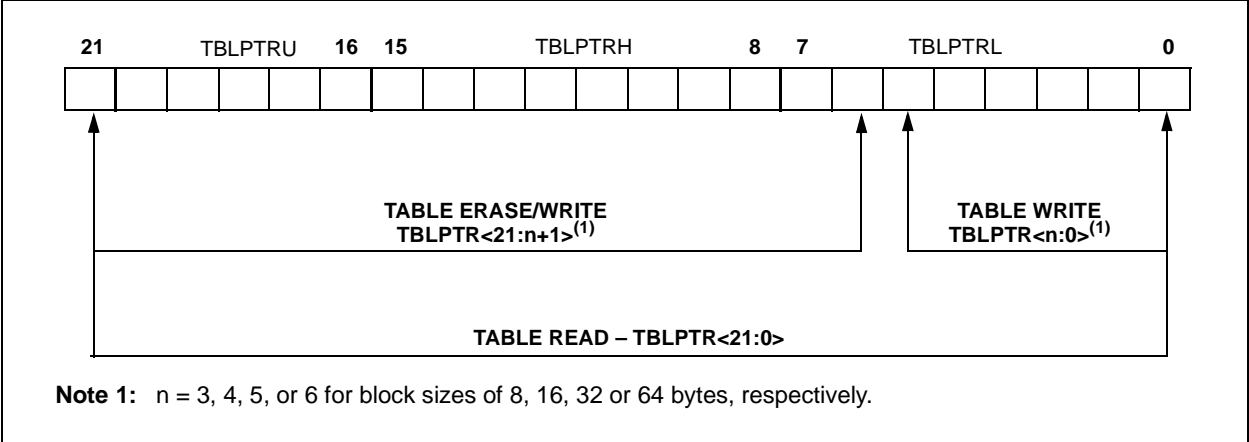 21 TBLPTRU 16 15 TBLPTRH 8 7 TBLPTRL 0
TABLE ERASE/WRITE
TBLPTR<21:n+1>(1)
TABLE WRITE
TBLPTR<n:0>(1)
TABLE READ – TBLPTR<21:0>
Note 1: n = 3, 4, 5, or 6 for block sizes of 8, 16, 32 or 64 bytes, respectively.